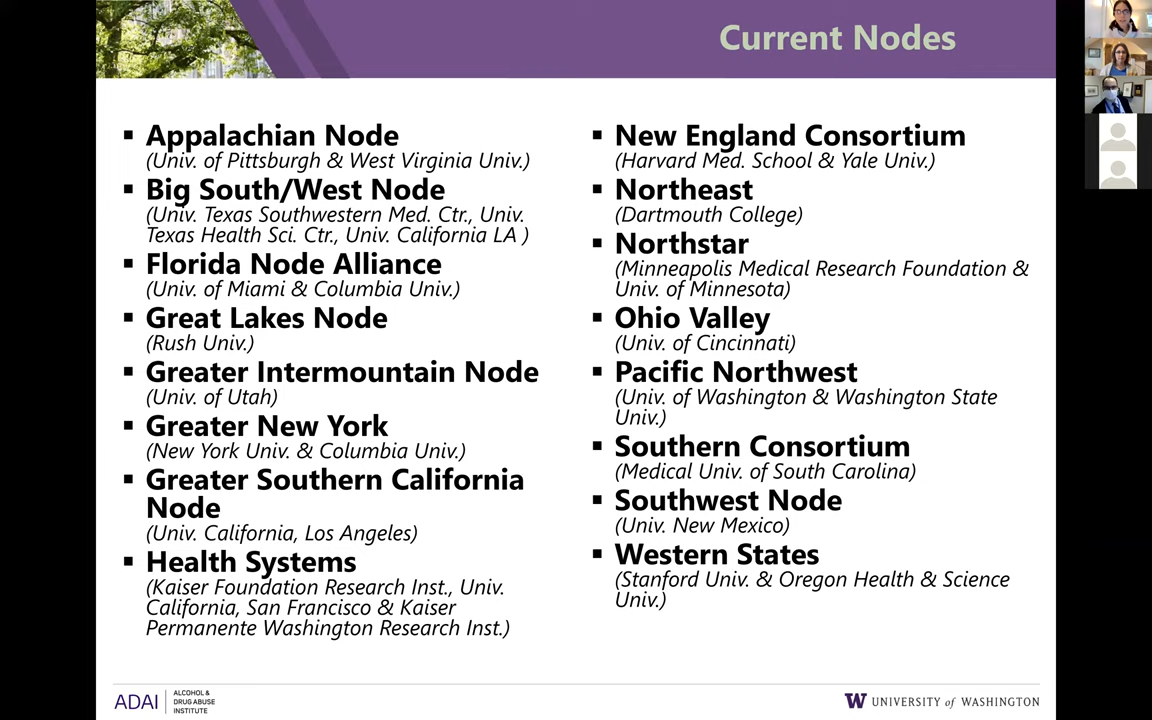 Current Nodes
▪ Appalachian Node
(Univ. of Pittsburgh & West Virginia Univ.)
▪ Big South/West Node
(Univ. Texas Southwestern Med. Ctr., Univ.
Texas Health Sci. Ctr., Univ. California LA )
▪ Florida Node Alliance
(Univ. of Miami & Columbia Univ.)
▪ Great Lakes Node
(Rush Univ.)
▪ Greater Intermountain Node
(Univ. of Utah)
▪ Greater New York
(New York Univ. & Columbia Univ.)
▪ Greater Southern California
Node
(Univ. California, Los Angeles)
▪ Health Systems
(Kaiser Foundation Research Inst., Univ.
California, San Francisco & Kaiser
Permanente Washington Research Inst.)
▪ New England Consortium
(Harvard Med. School & Yale Univ.)
▪ Northeast
(Dartmouth College)
▪ Northstar
(Minneapolis Medical Research Foundation &
Univ. of Minnesota)
▪ Ohio Valley
(Univ. of Cincinnati)
▪ Pacific Northwest
(Univ. of Washington & Washington State
Univ.)
▪ Southern Consortium
(Medical Univ. of South Carolina)
▪ Southwest Node
(Univ. New Mexico)
▪ Western States
(Stanford Univ. & Oregon Health & Science
Univ.)
ADAI
ALCOHOL &
DRUG ABUSE
INSTITUTE
W UNIVERSITY of WASHINGTON